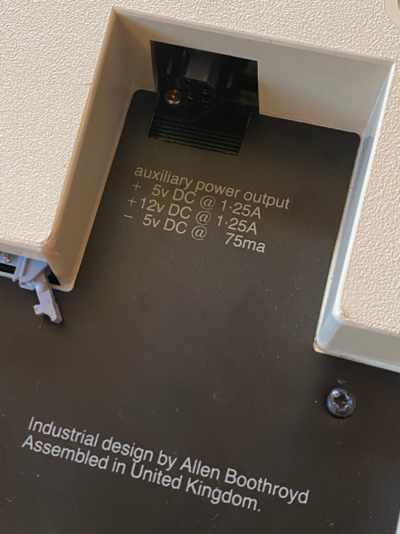 auxiliary power output
+ 5v DC @ 1·25A
+12v DC @ 1·25A
− 5v DC @ 75ma
Industrial design by Allen Boothroyd
Assembled in United Kingdom.